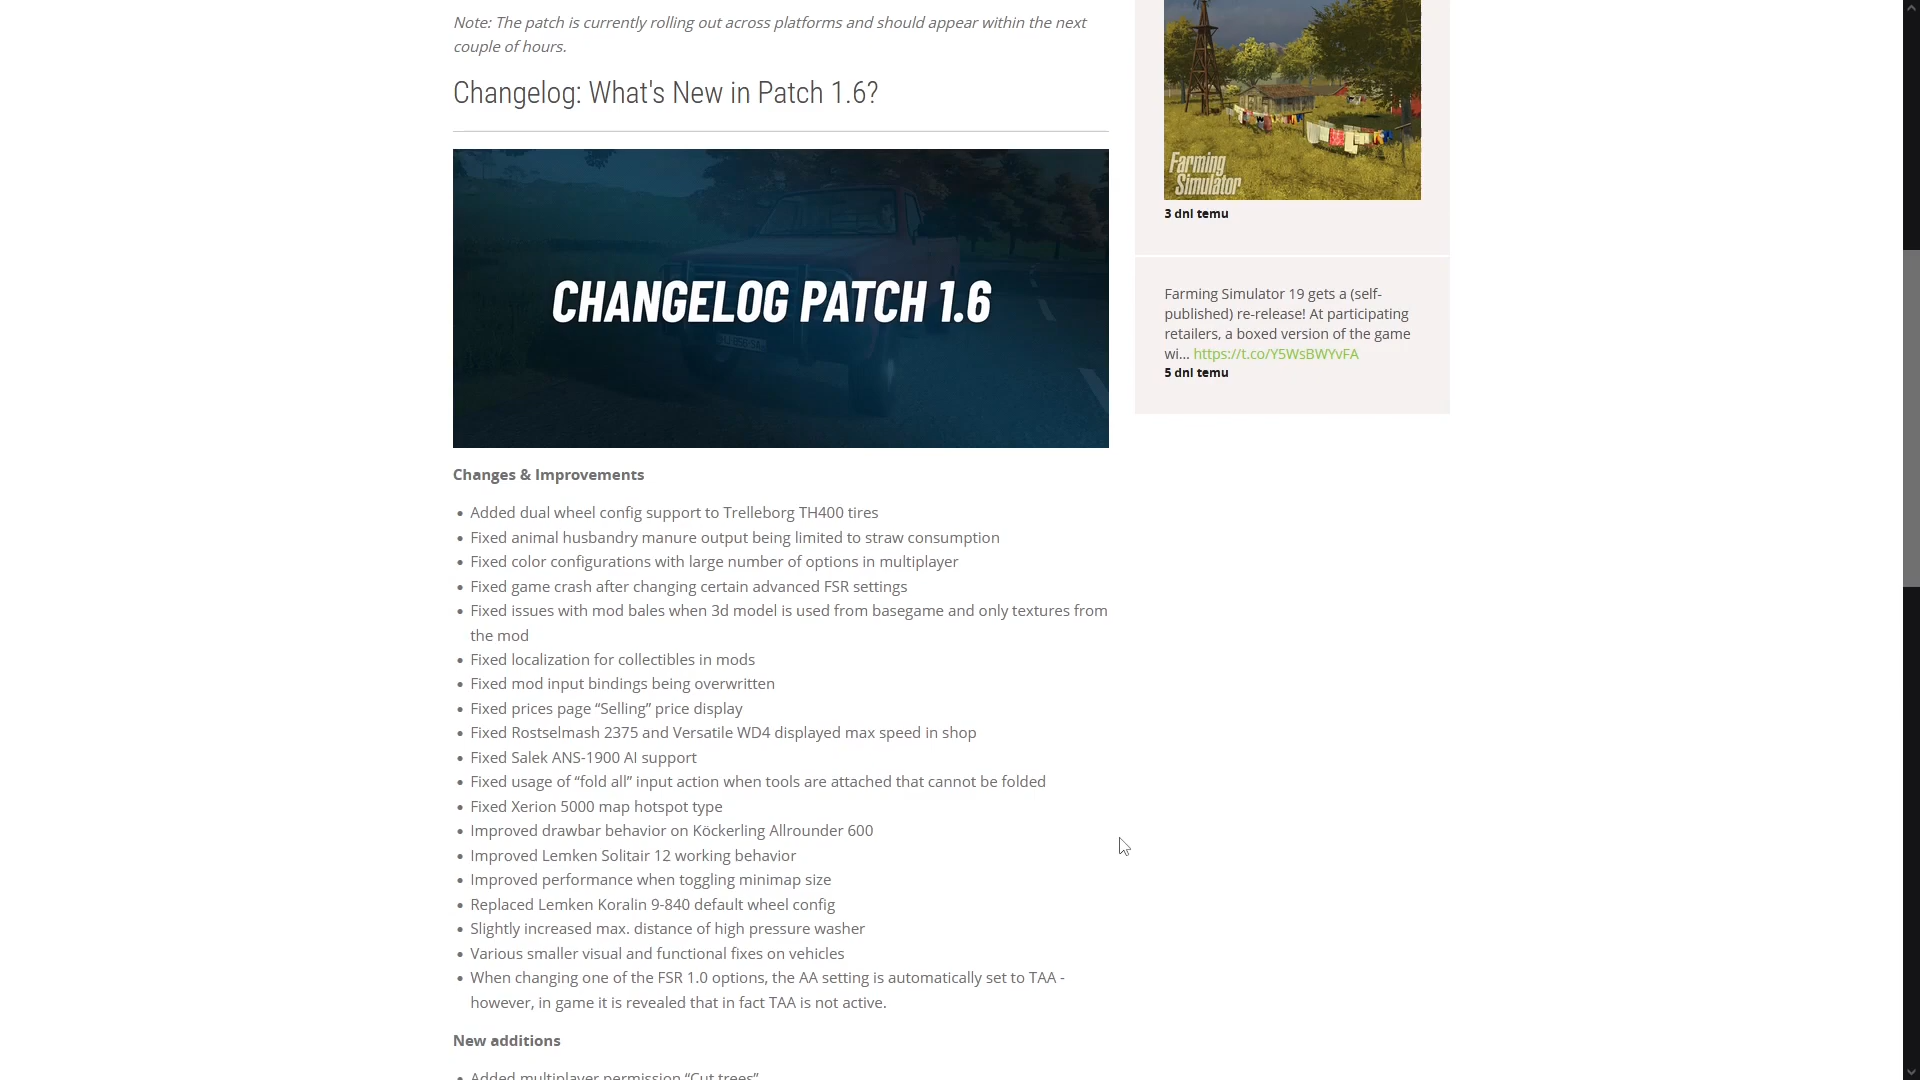 Note: The patch is currently rolling out across platforms and should appear within the next
couple of hours.
Changelog: What's New in Patch 1.6?
CHANGELOG PATCH 1.6
Changes & Improvements
• Added dual wheel config support to Trelleborg TH400 tires
• Fixed animal husbandry manure output being limited to straw consumption
• Fixed color configurations with large number of options in multiplayer
• Fixed game crash after changing certain advanced FSR settings
• Fixed issues with mod bales when 3d model is used from basegame and only textures from
the mod
• Fixed localization for collectibles in mods
• Fixed mod input bindings being overwritten
• Fixed prices page “Selling” price display
• Fixed Rostselmash 2375 and Versatile WD4 displayed max speed in shop
• Fixed Salek ANS-1900 AI support
• Fixed usage of “fold all” input action when tools are attached that cannot be folded
• Fixed Xerion 5000 map hotspot type
• Improved drawbar behavior on Köckerling Allrounder 600
• Improved Lemken Solitair 12 working behavior
• Improved performance when toggling minimap size
• Replaced Lemken Koralin 9-840 default wheel config
• Slightly increased max. distance of high pressure washer
• Various smaller visual and functional fixes on vehicles
• When changing one of the FSR 1.0 options, the AA setting is automatically set to TAA -
however, in game it is revealed that in fact TAA is not active.
New additions
• Added multiplayer permission “Cut trees”
Farming
Simulator
3 dni temu
Farming Simulator 19 gets a (self-
published) re-release! At participating
retailers, a boxed version of the game
wi... https://t.co/Y5WsBWYvFA
5 dni temu